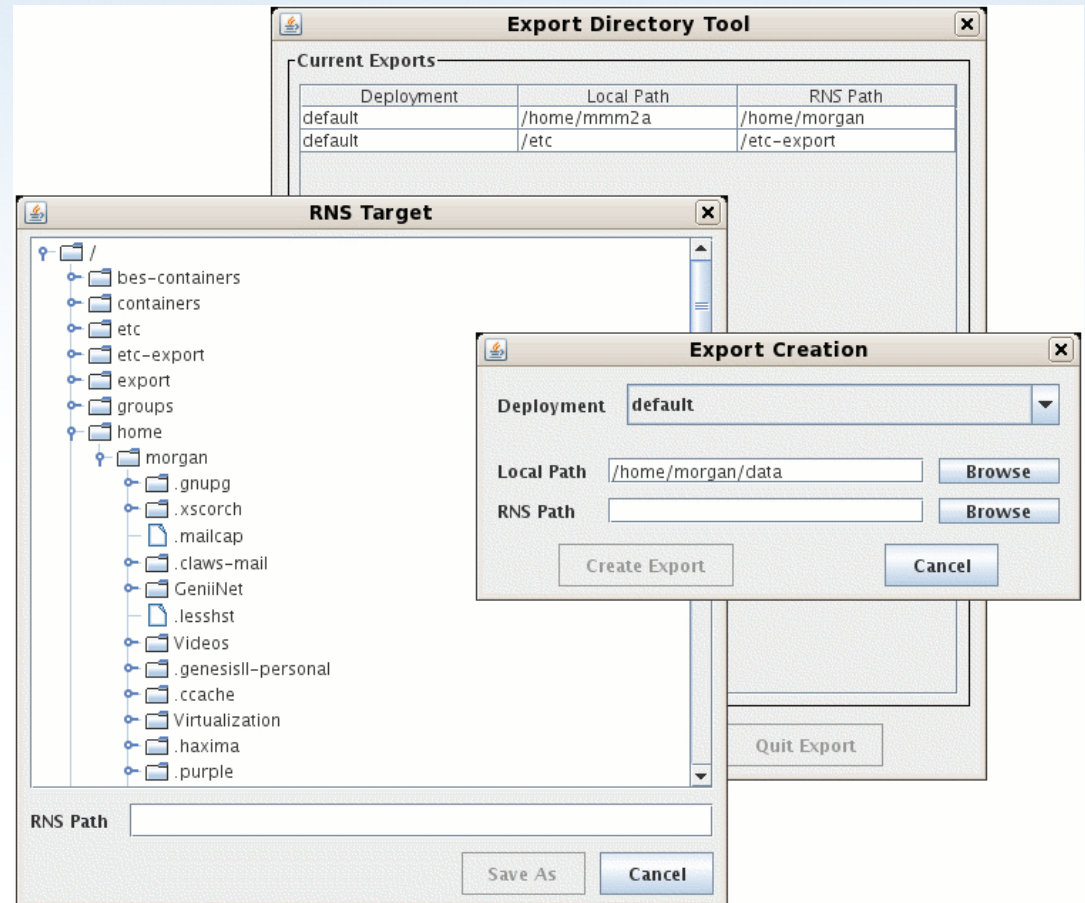 Export Directory Tool
Current Exports
Deployment Local Path RNS Path
default /home/mmm2a /home/morgan
default /etc /etc-export
Quit Export
RNS Target
/
bes-containers
containers
etc
etc-export
export
groups
home
morgan
.gnupg
.xscorch
.mailcap
.claws-mail
GeniiNet
.lesshst
Videos
.genesisII-personal
.ccache
Virtualization
.haxima
.purple
RNS Path
Save As Cancel
Export Creation
Deployment default
Local Path /home/morgan/data Browse
RNS Path Browse
Create Export Cancel